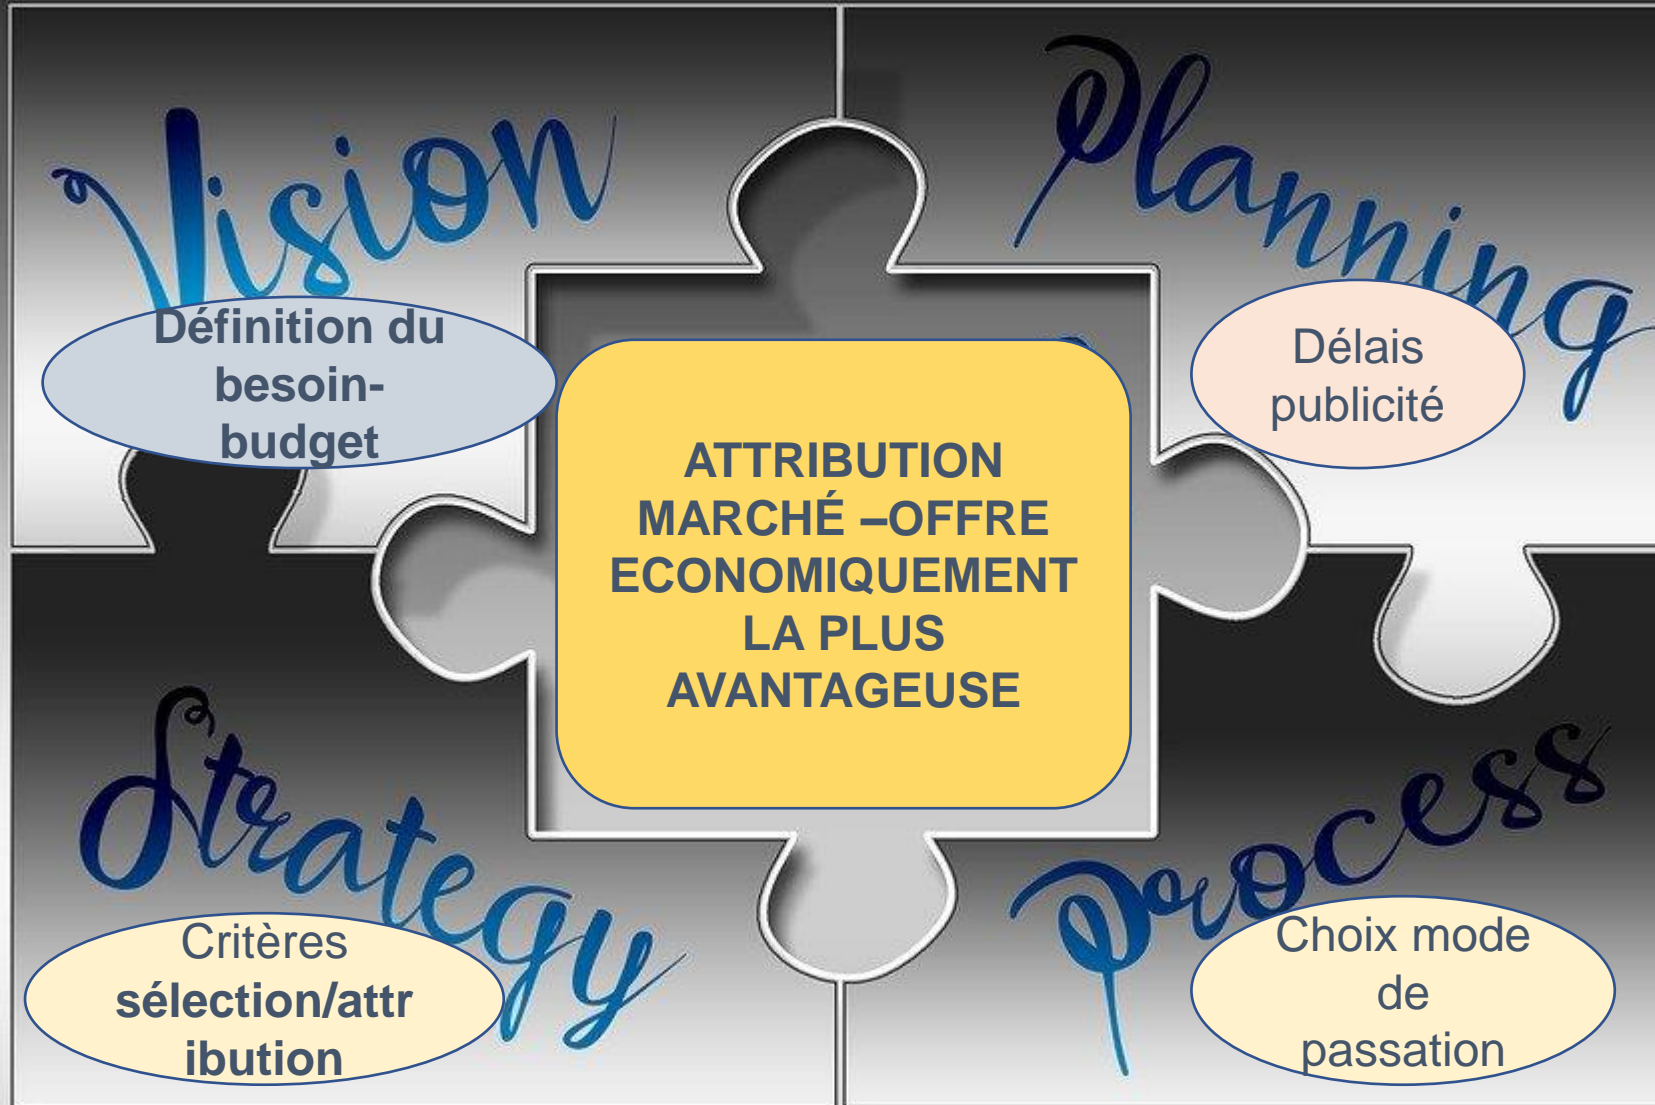 Vision
Planning
Définition du
besoin-
budget
Délais
publicité
ATTRIBUTION
MARCHÉ –OFFRE
ECONOMIQUEMENT
LA PLUS
AVANTAGEUSE
Strategy
Process
Critères
sélection/attr
ibution
Choix mode
de
passation